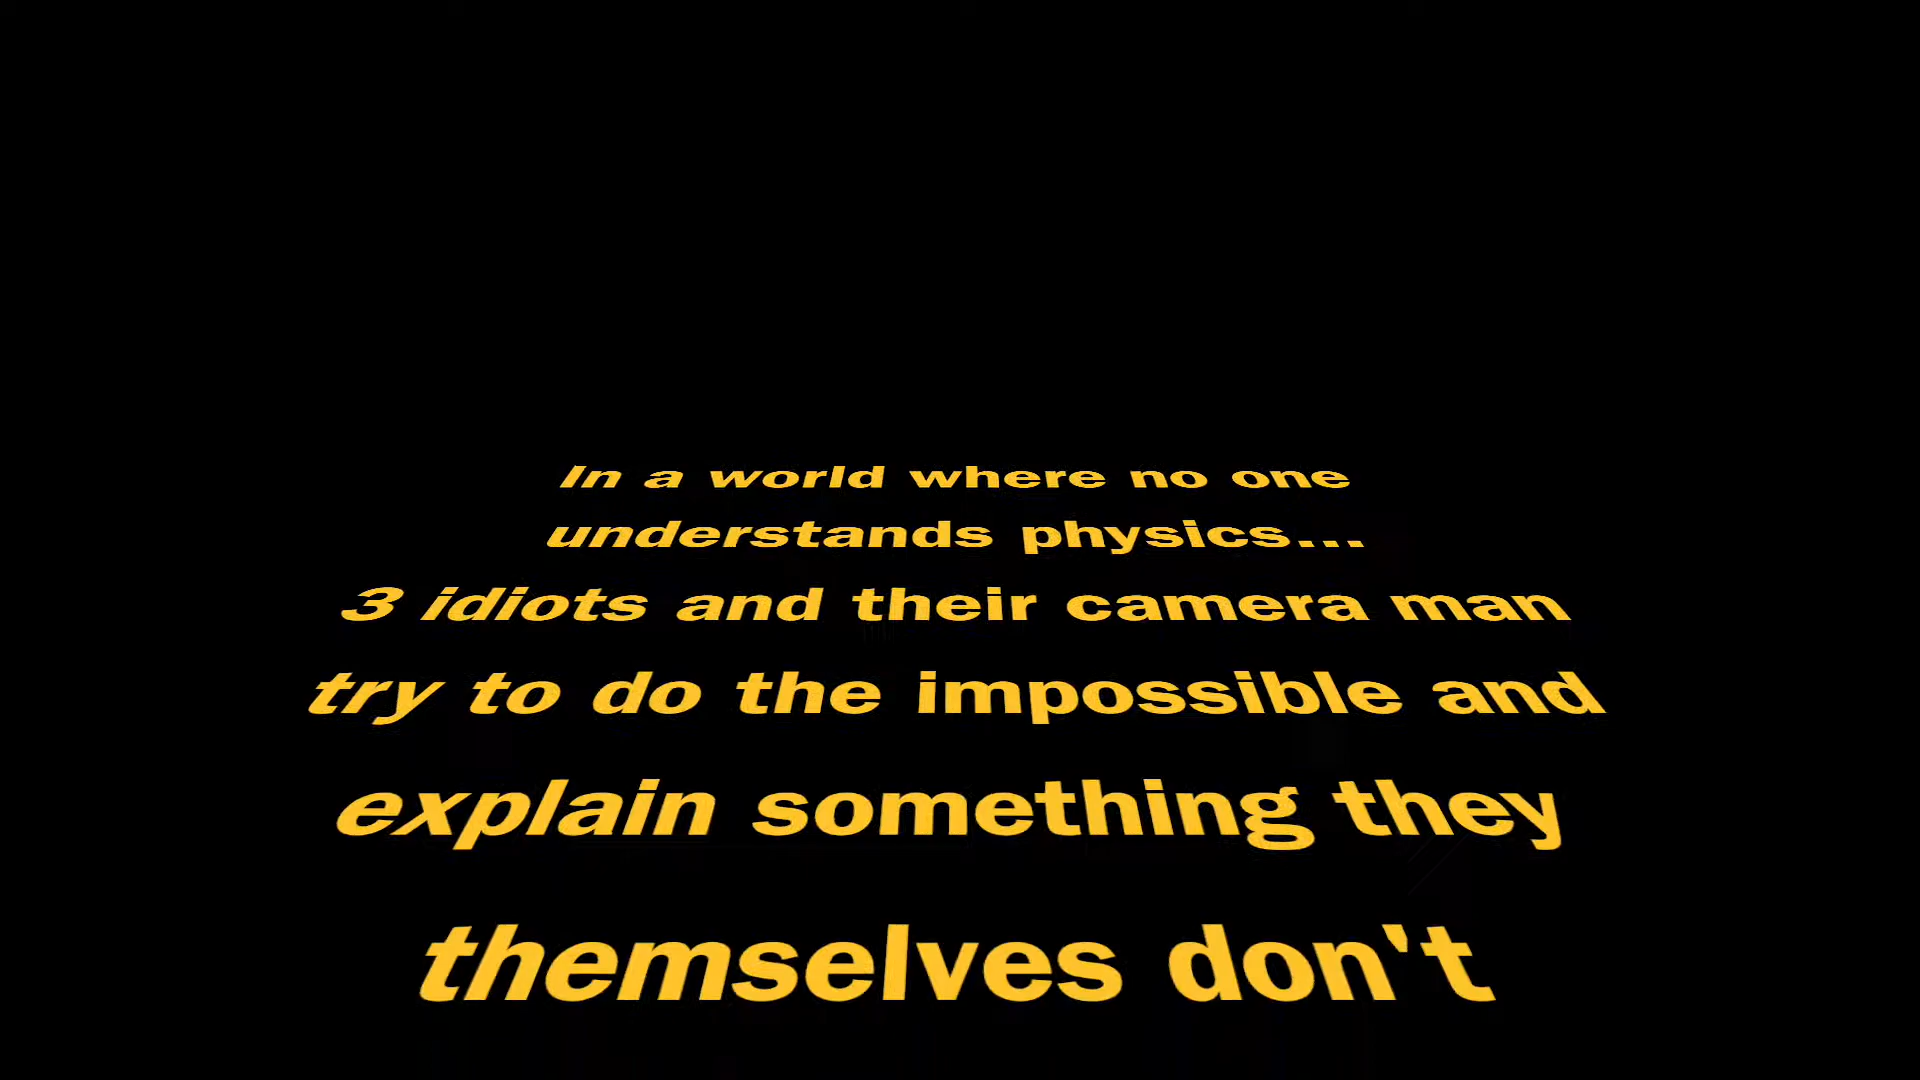 In a world where no one
understands physics...
3 idiots and their camera man
try to do the impossible and
explain something they
themselves don't